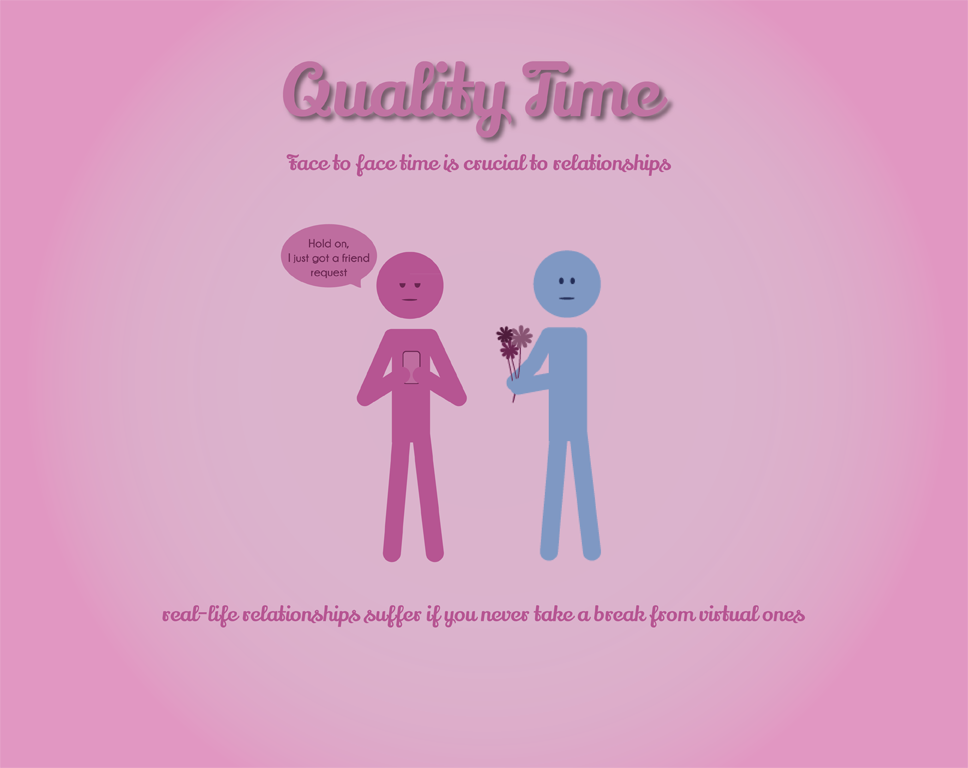 Quality Time
Face to face time is crucial to relationships
Hold on,
I just got a friend
request
real-life relationships suffer if you never take a break from virtual ones